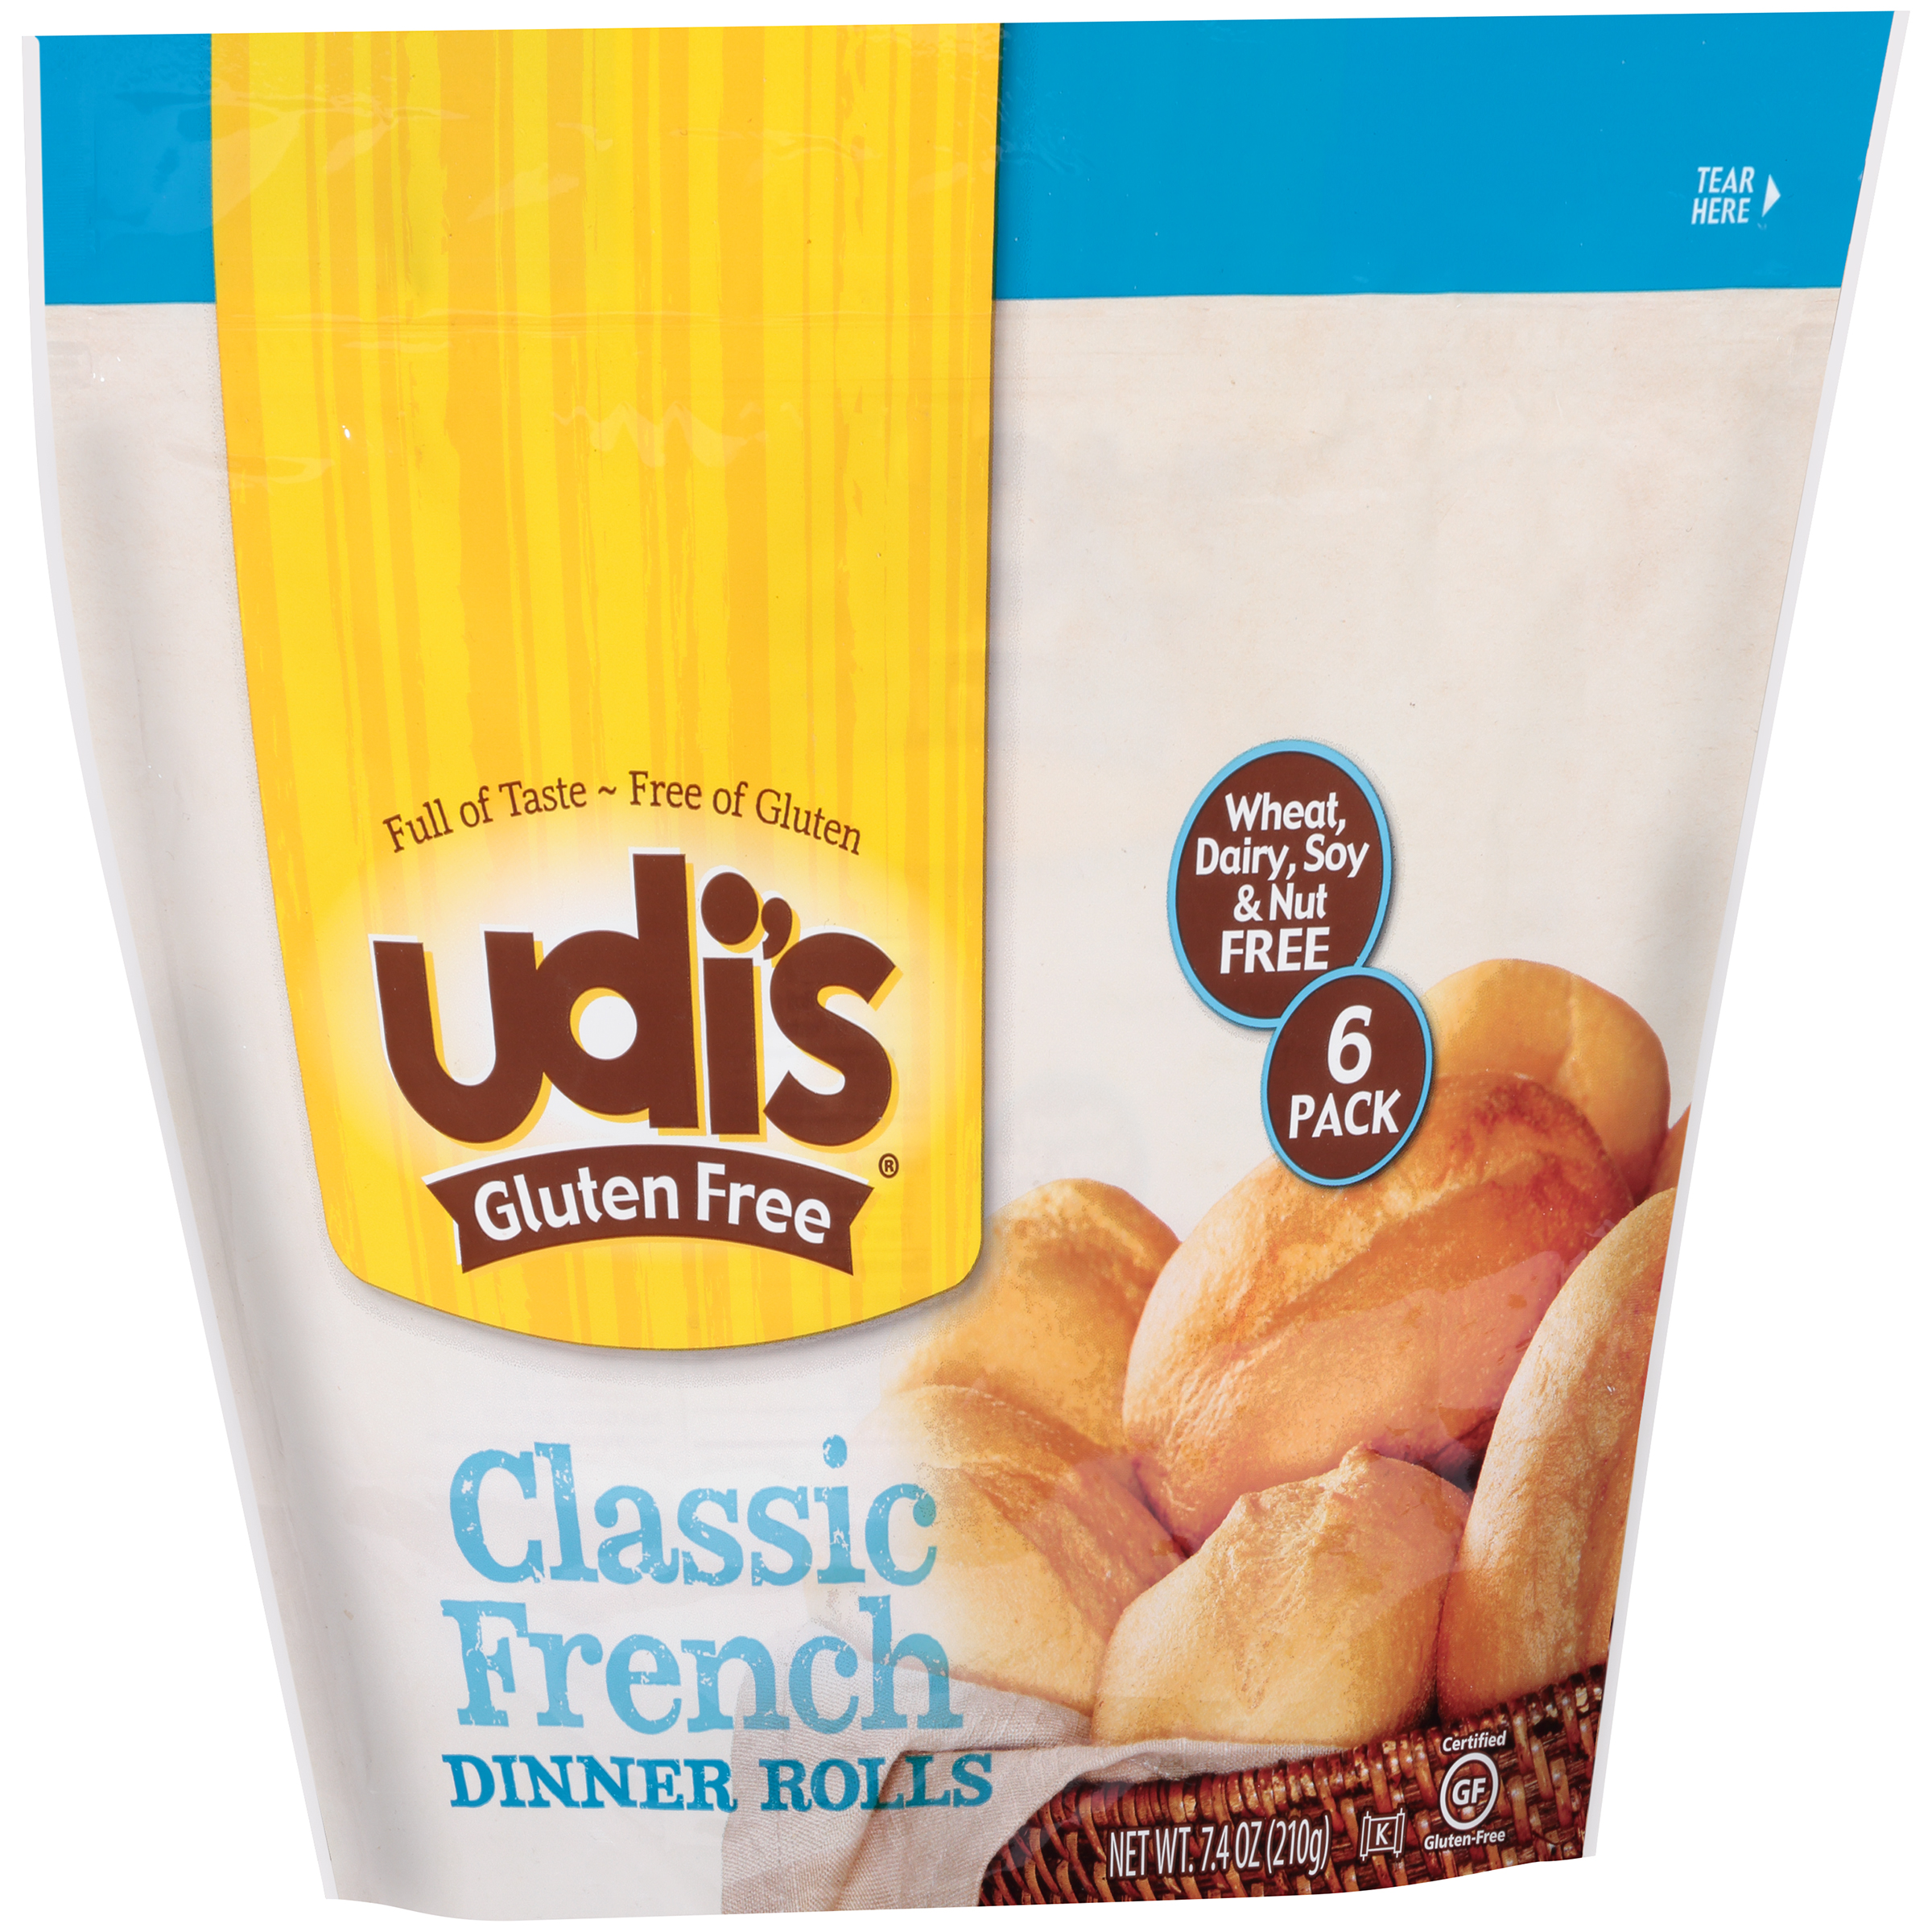 TEAR
HERE
Full of Taste ~ Free of Gluten
udi's
Gluten Free ®
Wheat,
Dairy, Soy
& Nut
FREE
6
PACK
Classic
French
DINNER ROLLS
NET WT. 7.4 OZ (210g)
K
Certified
GF
Gluten-Free